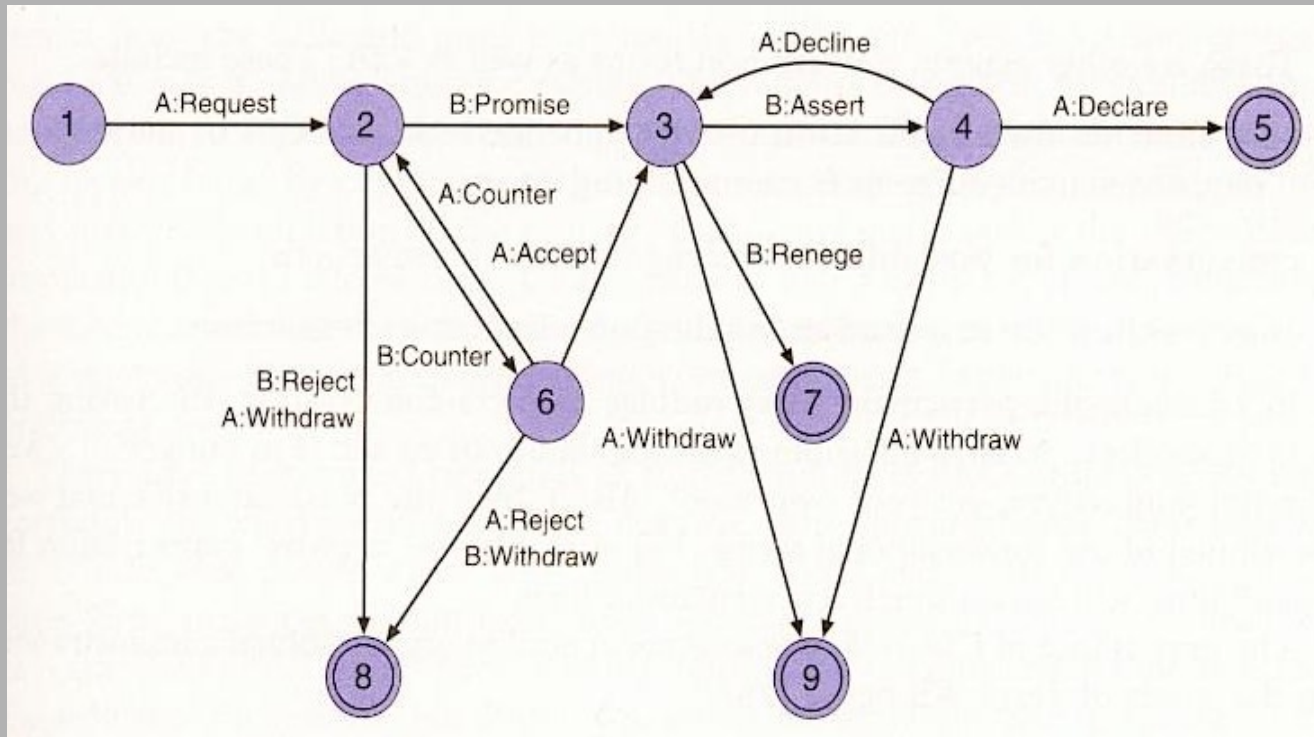 A:Decline
1
A:Request
2
B:Promise
3
B:Assert
4
A:Declare
5
A:Counter
A:Accept
B:Renege
B:Counter
B:Reject
A:Withdraw
6
7
A:Withdraw
A:Withdraw
A:Reject
B:Withdraw
8
9